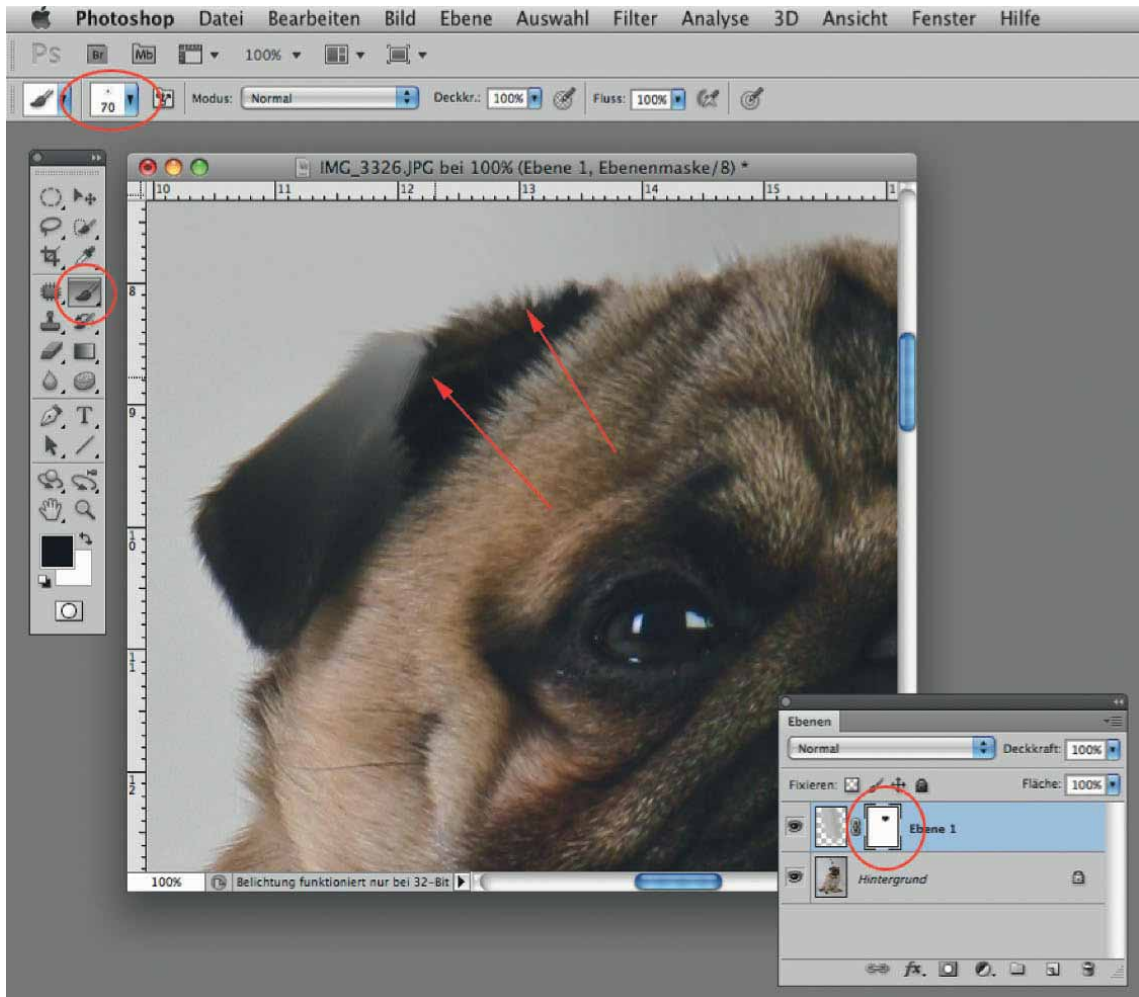 Photoshop Datei Bearbeiten Bild Ebene Auswahl Filter Analyse 3D Ansicht Fenster Hilfe
Ps Br Mb 100%
70 Modus: Normal Deckkr.: 100% Fluss: 100%
IMG_3326.JPG bei 100% (Ebene 1, Ebenenmaske/8) *
10 11 12 13 14 15 1
8
9
10
11
12
T
100% Belichtung funktioniert nur bei 32-Bit
Ebenen
Normal Deckkraft: 100%
Fixieren: Fläche: 100%
Ebene 1
Hintergrund
fx.